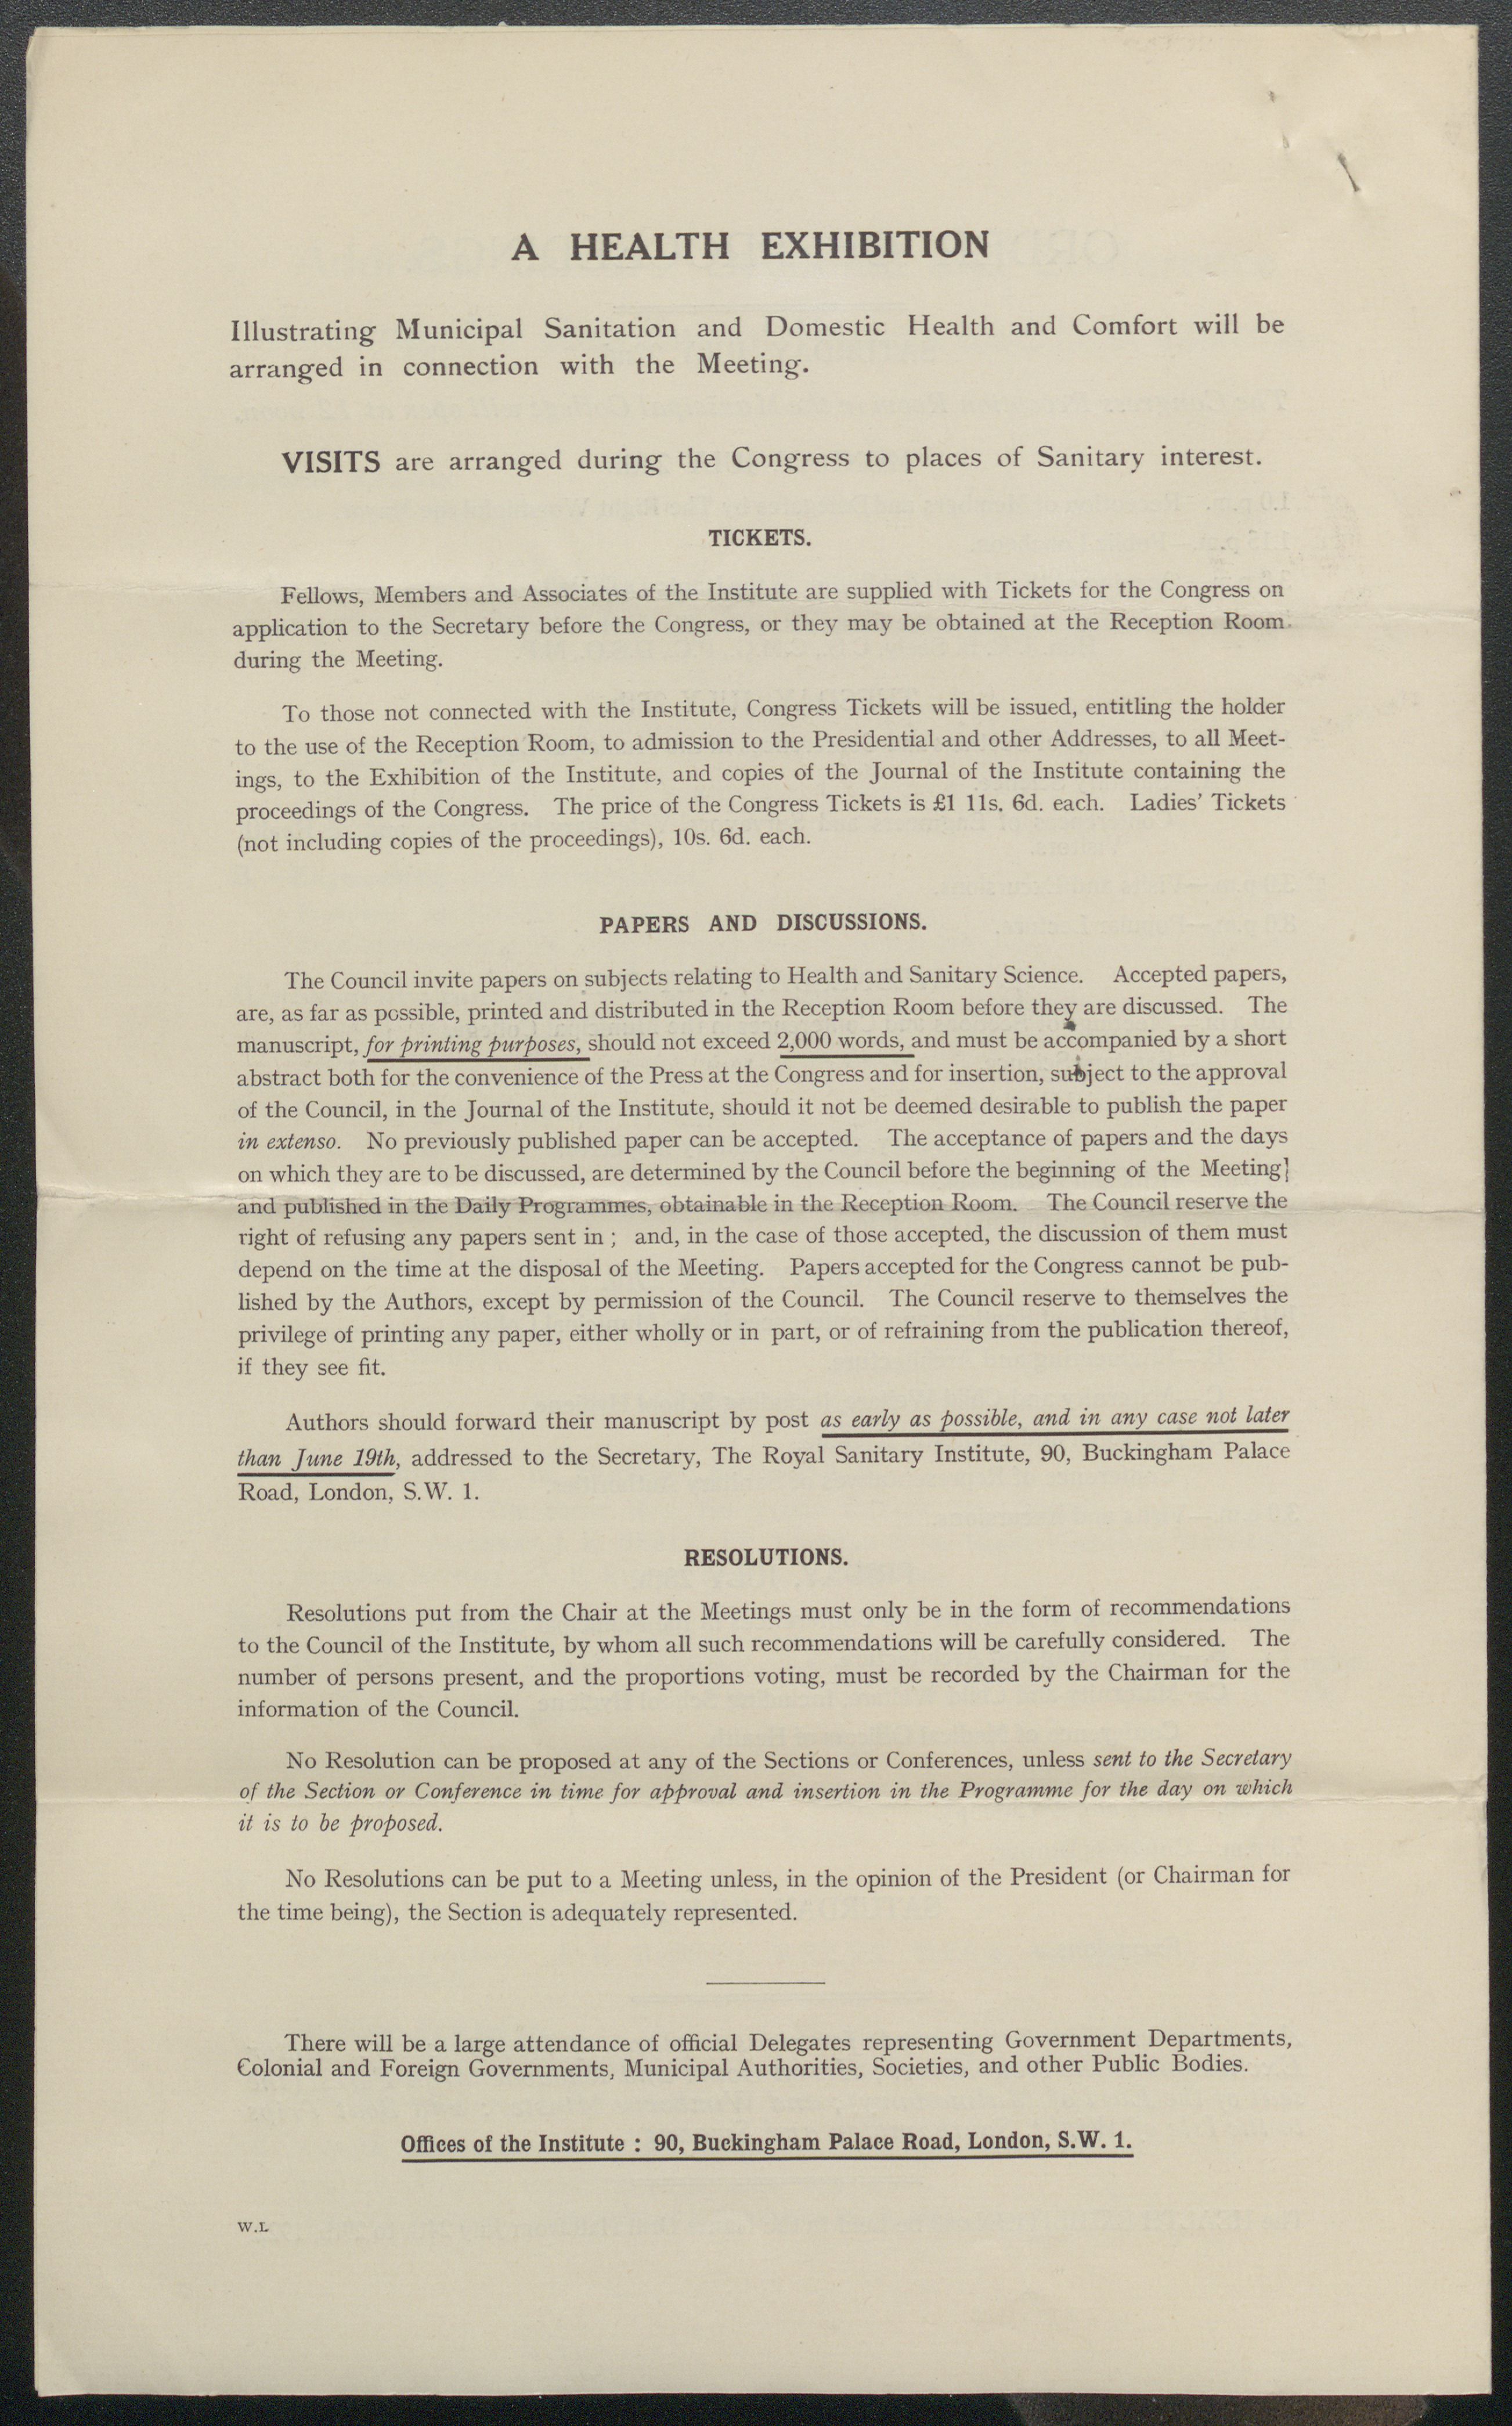 A HEALTH EXHIBITION
Illustrating Municipal Sanitation and Domestic Health and Comfort will be
arranged in connection with the Meeting.
VISITS are arranged during the Congress to places of Sanitary interest.
TICKETS.
Fellows, Members and Associates of the Institute are supplied with Tickets for the Congress on
application to the Secretary before the Congress, or they may be obtained at the Reception Room
during the Meeting.
To those not connected with the Institute, Congress Tickets will be issued, entitling the holder
to the use of the Reception Room, to admission to the Presidential and other Addresses, to all Meet-
ings, to the Exhibition of the Institute, and copies of the Journal of the Institute containing the
proceedings of the Congress. The price of the Congress Tickets is £1 11s. 6d. each. Ladies' Tickets
(not including copies of the proceedings), 10s. 6d. each.
PAPERS AND DISCUSSIONS.
The Council invite papers on subjects relating to Health and Sanitary Science. Accepted papers,
are, as far as possible, printed and distributed in the Reception Room before they are discussed. The
manuscript, for printing purposes, should not exceed 2,000 words, and must be accompanied by a short
abstract both for the convenience of the Press at the Congress and for insertion, subject to the approval
of the Council, in the Journal of the Institute, should it not be deemed desirable to publish the paper
in extenso. No previously published paper can be accepted. The acceptance of papers and the days
on which they are to be discussed, are determined by the Council before the beginning of the Meeting]
and published in the Daily Programmes, obtainable in the Reception Room. The Council reserve the
right of refusing any papers sent in ; and, in the case of those accepted, the discussion of them must
depend on the time at the disposal of the Meeting. Papers accepted for the Congress cannot be pub-
lished by the Authors, except by permission of the Council. The Council reserve to themselves the
privilege of printing any paper, either wholly or in part, or of refraining from the publication thereof,
if they see fit.
Authors should forward their manuscript by post as early as possible, and in any case not later
than June 19th, addressed to the Secretary, The Royal Sanitary Institute, 90, Buckingham Palace
Road, London, S.W. 1.
RESOLUTIONS.
Resolutions put from the Chair at the Meetings must only be in the form of recommendations
to the Council of the Institute, by whom all such recommendations will be carefully considered. The
number of persons present, and the proportions voting, must be recorded by the Chairman for the
information of the Council.
No Resolution can be proposed at any of the Sections or Conferences, unless sent to the Secretary
of the Section or Conference in time for approval and insertion in the Programme for the day on which
it is to be proposed.
No Resolutions can be put to a Meeting unless, in the opinion of the President (or Chairman for
the time being), the Section is adequately represented.
There will be a large attendance of official Delegates representing Government Departments,
Colonial and Foreign Governments, Municipal Authorities, Societies, and other Public Bodies.
Offices of the Institute : 90, Buckingham Palace Road, London, S.W. 1.
W.L